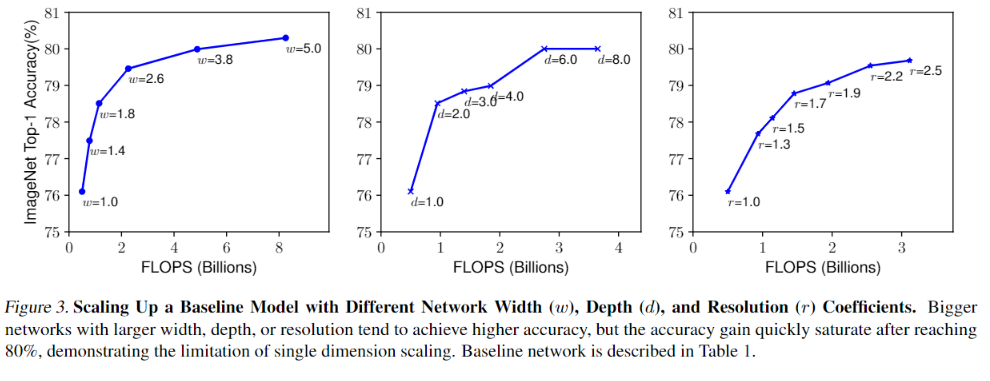 ImageNet Top-1 Accuracy(%)
81
80
79
78
77
76
75
w=5.0
w=3.8
w=2.6
w=1.8
w=1.4
w=1.0
0 2 4 6 8
FLOPS (Billions)
81
80
79
78
77
76
75
d=6.0 d=8.0
d=4.0
d=3.0
d=2.0
d=1.0
0 1 2 3 4
FLOPS (Billions)
81
80
79
78
77
76
75
r=2.5
r=2.2
r=1.9
r=1.7
r=1.5
r=1.3
r=1.0
0 1 2 3
FLOPS (Billions)
Figure 3. Scaling Up a Baseline Model with Different Network Width (w), Depth (d), and Resolution (r) Coefficients. Bigger
networks with larger width, depth, or resolution tend to achieve higher accuracy, but the accuracy gain quickly saturate after reaching
80%, demonstrating the limitation of single dimension scaling. Baseline network is described in Table 1.